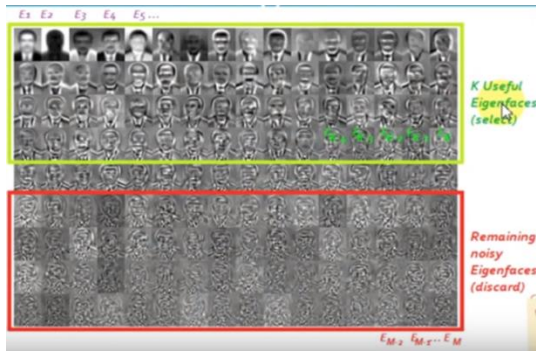 E1 E2 E3 E4 E5...
K Useful
Eigenfaces
(select)
Remaining
noisy
Eigenfaces
(discard)
EM-2 EM-1.. EM